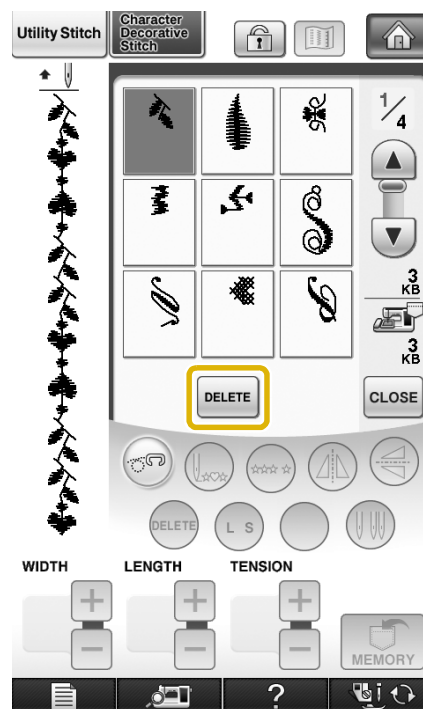 Utility Stitch
Character
Decorative
Stitch
1/4
3
KB
3
KB
DELETE
CLOSE
DELETE
L S
WIDTH
LENGTH
TENSION
+
+
+
−
−
−
MEMORY
?